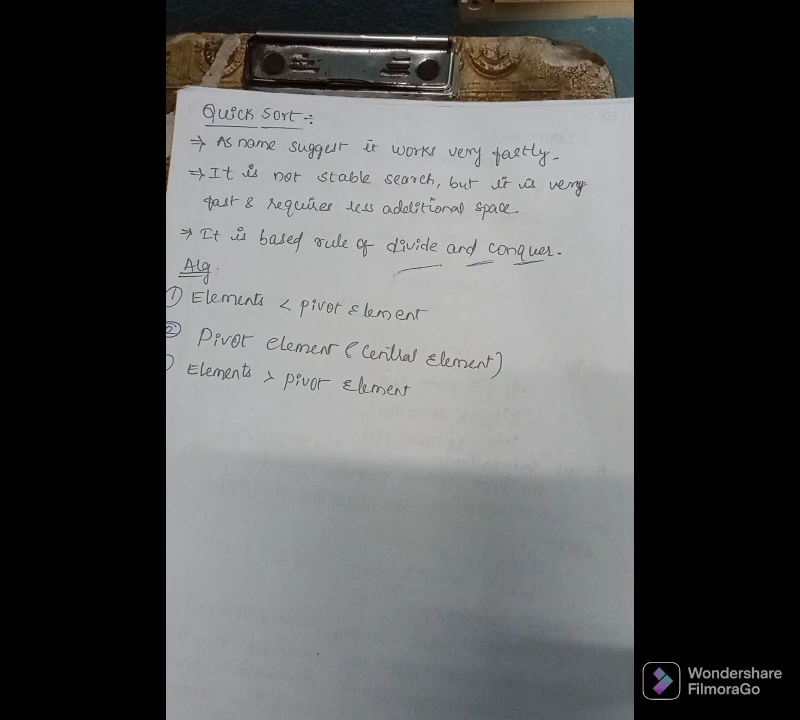 Quick Sort ÷
⇒ As name suggest it works very fastly.
⇒ It is not stable search, but it is very
fast & requires less additional space.
⇒ It is based rule of divide and conquer.
Alg:
① Elements < pivot Element
② Pivot element (Central Element)
Elements > pivot Element
Wondershare
FilmoraGo